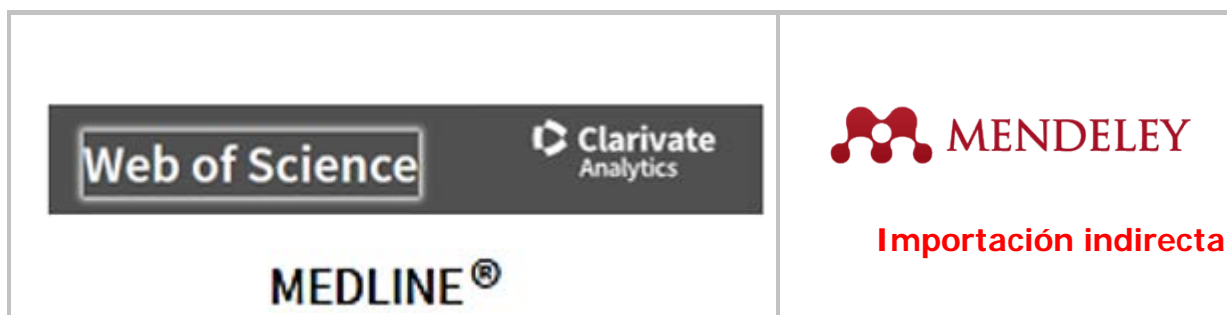 Web of Science
Clarivate
Analytics
MEDLINE®
MENDELEY
Importación indirecta